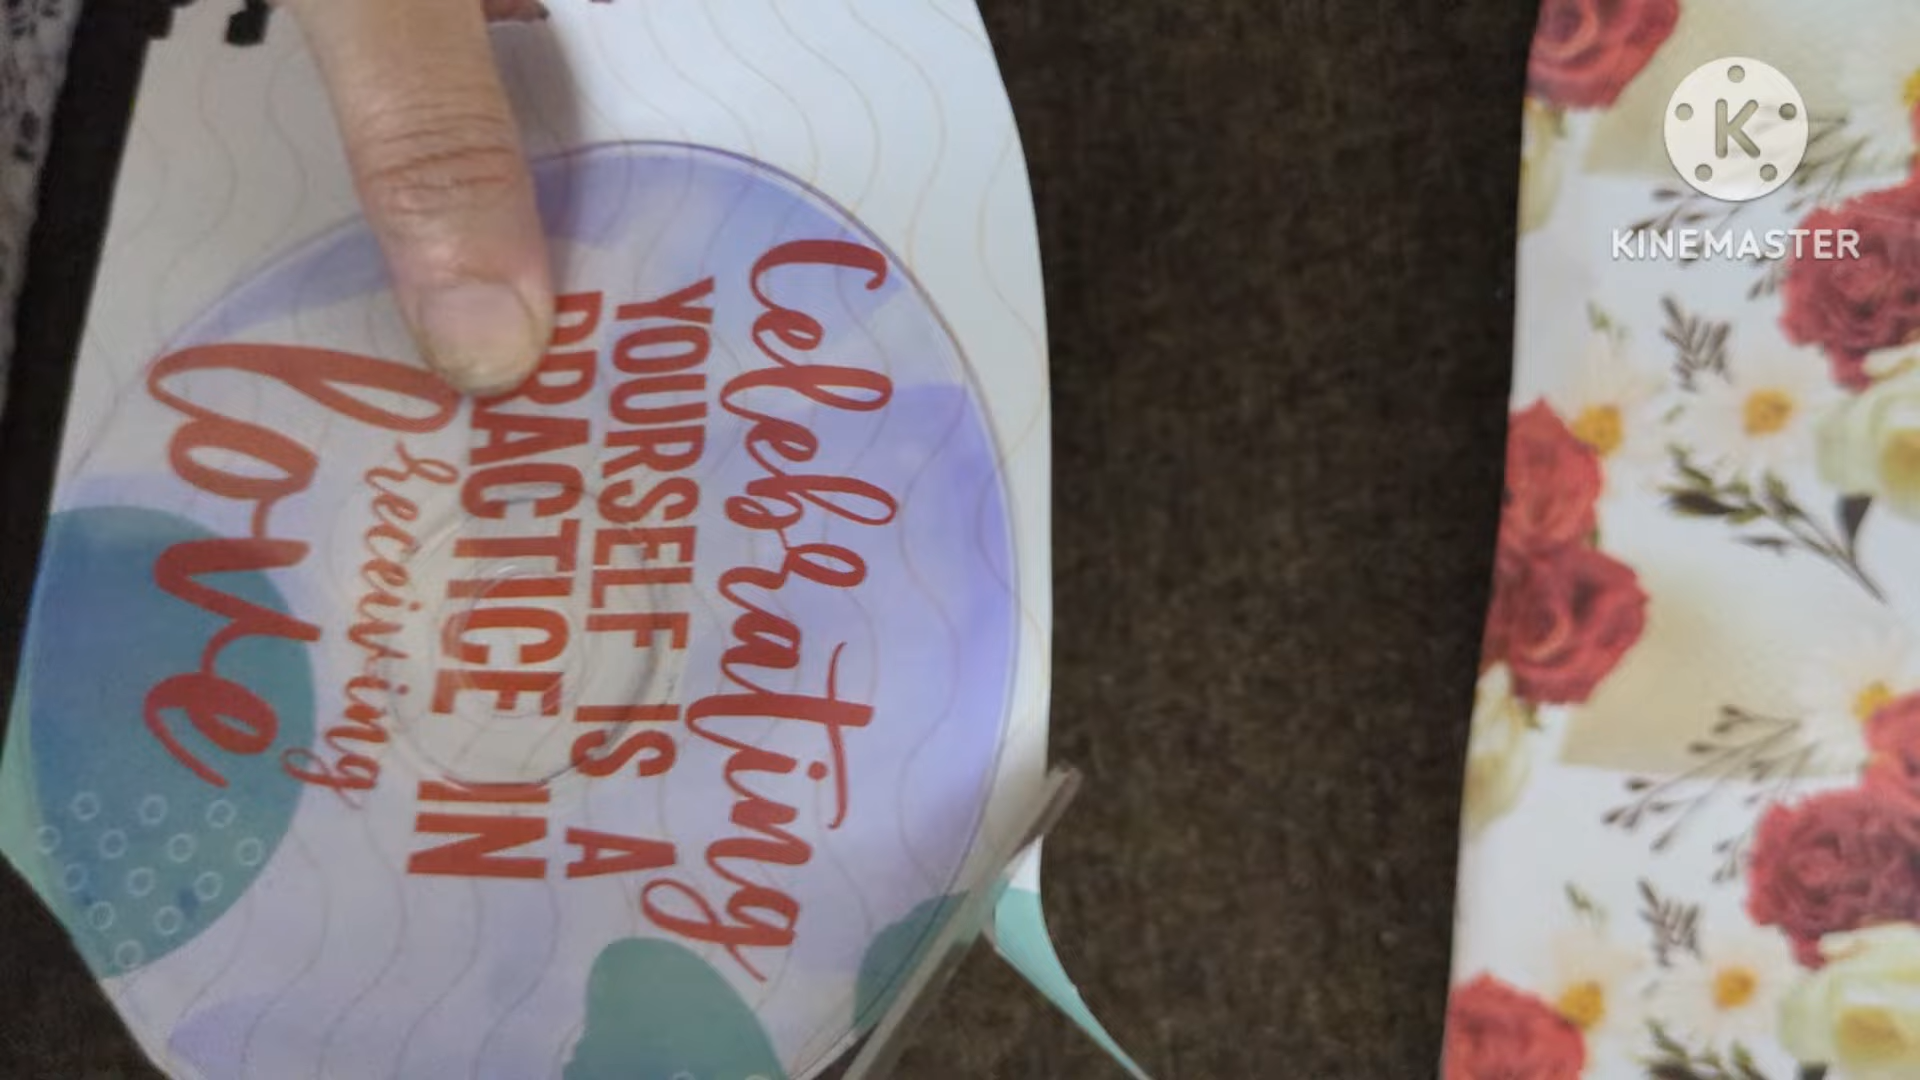 Celebrating
YOURSELF IS A
PRACTICE IN
receiving
love
K
KINEMASTER